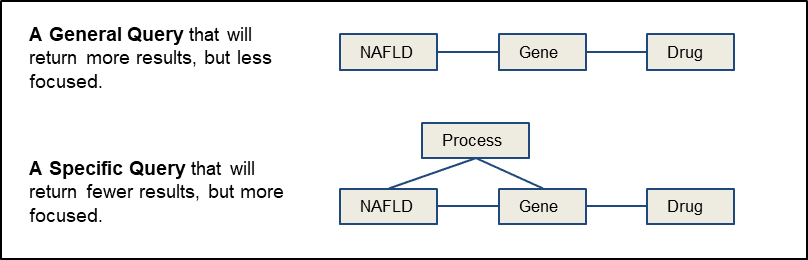 A General Query that will
return more results, but less
focused.
NAFLD
Gene
Drug
Process
A Specific Query that will
return fewer results, but more
focused.
NAFLD
Gene
Drug